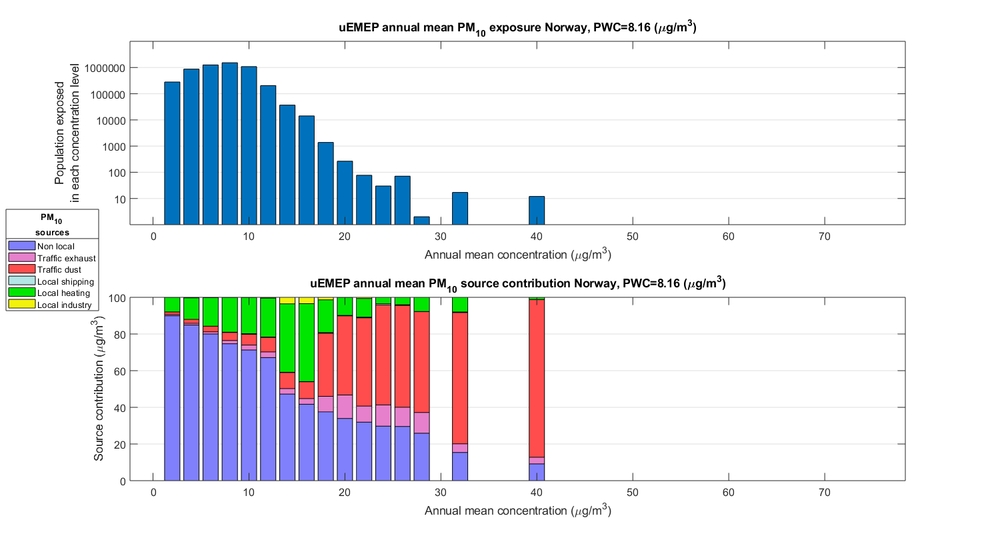 uEMEP annual mean PM10 exposure Norway, PWC=8.16 (μg/m3)
Population exposed
in each concentration level
1000000
100000
10000
1000
100
10
0 10 20 30 40 50 60 70
Annual mean concentration (μg/m3)
PM10
sources
Non local
Traffic exhaust
Traffic dust
Local shipping
Local heating
Local industry
uEMEP annual mean PM10 source contribution Norway, PWC=8.16 (μg/m3)
Source contribution (μg/m3)
100
80
60
40
20
0
0 10 20 30 40 50 60 70
Annual mean concentration (μg/m3)